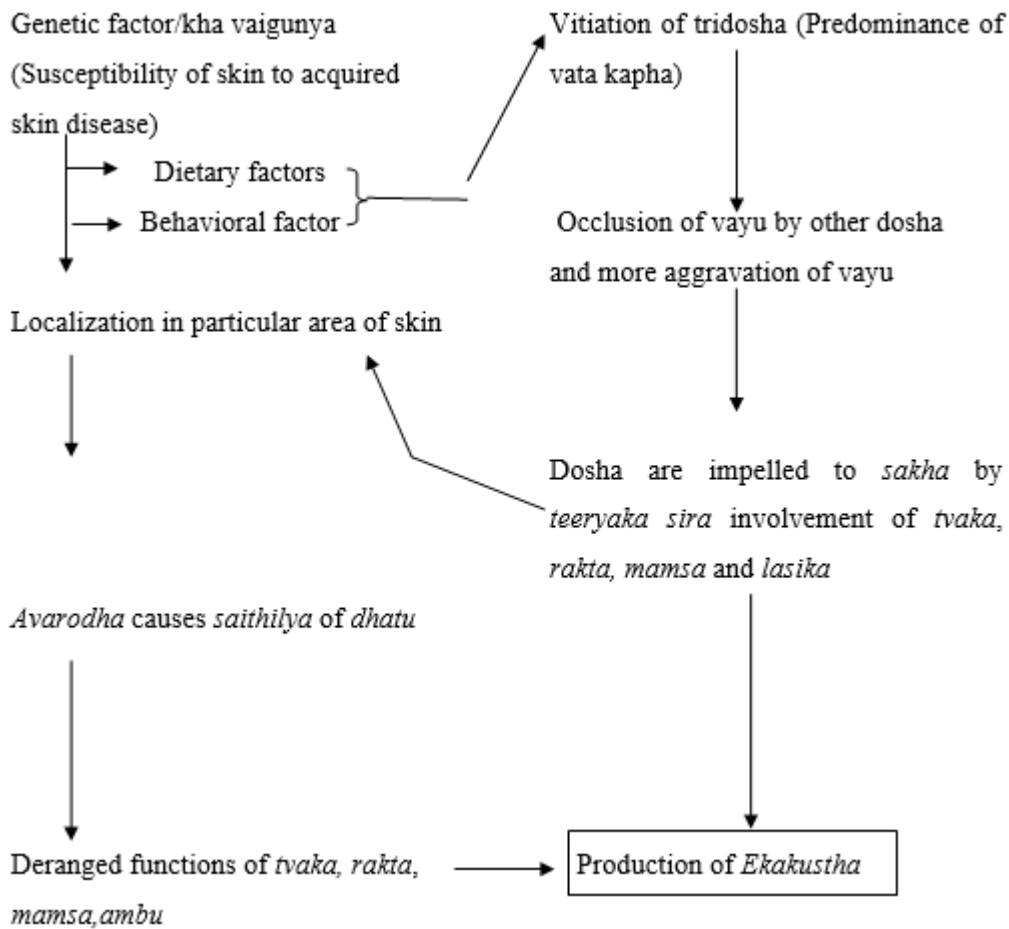 Genetic factor/kha vaigunya
(Susceptibility of skin to acquired
skin disease)
Dietary factors
Behavioral factor
Localization in particular area of skin
Avarodha causes saithilya of dhatu
Deranged functions of tvaka, rakta,
mamsa,ambu
Vitiation of tridosha (Predominance of
vata kapha)
Occlusion of vayu by other dosha
and more aggravation of vayu
Dosha are impelled to sakha by
teeryaka sira involvement of tvaka,
rakta, mamsa and lasika
Production of Ekakustha